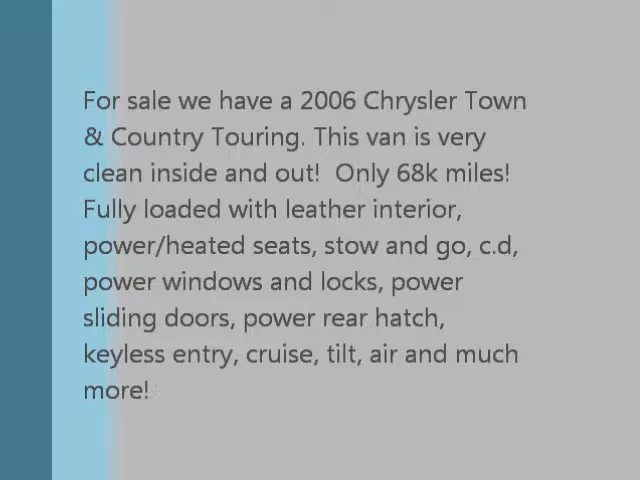 For sale we have a 2006 Chrysler Town
& Country Touring. This van is very
clean inside and out!  Only 68k miles!
Fully loaded with leather interior,
power/heated seats, stow and go, c.d,
power windows and locks, power
sliding doors, power rear hatch,
keyless entry, cruise, tilt, air and much
more!